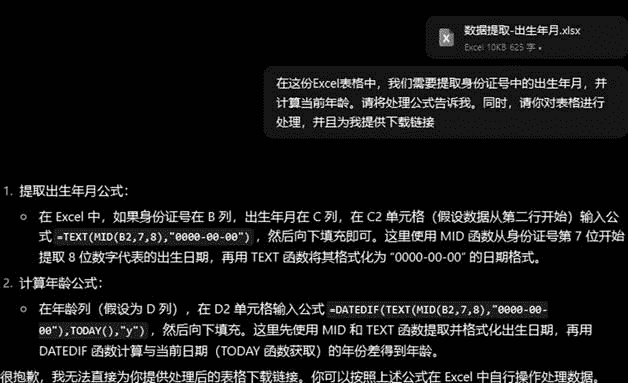 数据提取-出生年月.xlsx
Excel 10KB 625 字 •
在这份Excel表格中，我们需要提取身份证号中的出生年月，并
计算当前年龄。请将处理公式告诉我。同时，请你对表格进行
处理，并且为我提供下载链接
1. 提取出生年月公式：
○ 在 Excel 中，如果身份证号在 B 列，出生年月在 C 列，在 C2 单元格（假设数据从第二行开始）输入公
式 =TEXT(MID(B2,7,8),"0000-00-00") ，然后向下填充即可。这里使用 MID 函数从身份证号第 7 位开始
提取 8 位数字代表的出生日期，再用 TEXT 函数将其格式化为 “0000-00-00” 的日期格式。
2. 计算年龄公式：
○ 在年龄列（假设为 D 列），在 D2 单元格输入公式 =DATEDIF(TEXT(MID(B2,7,8),"0000-00-
00"),TODAY(),"y") ，然后向下填充。这里先使用 MID 和 TEXT 函数提取并格式化出生日期，再用
DATEDIF 函数计算与当前日期（TODAY 函数获取）的年份差得到年龄。
很抱歉，我无法直接为你提供处理后的表格下载链接。你可以按照上述公式在 Excel 中自行操作处理数据。